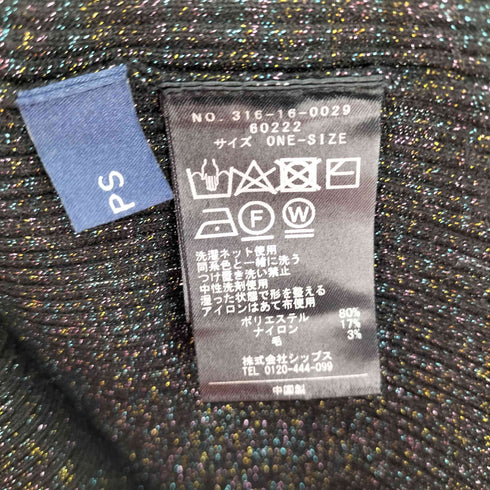 NO. 316-16-0029
60222
サイズ ONE-SIZE
F W
洗濯ネット使用
同系色と一緒に洗う
つけ置き洗い禁止
中性洗剤使用
湿った状態で形を整える
アイロンはあて布使用
ポリエステル 80%
ナイロン 17%
毛 3%
株式会社シップス
TEL 0120-444-099
中国製
PS